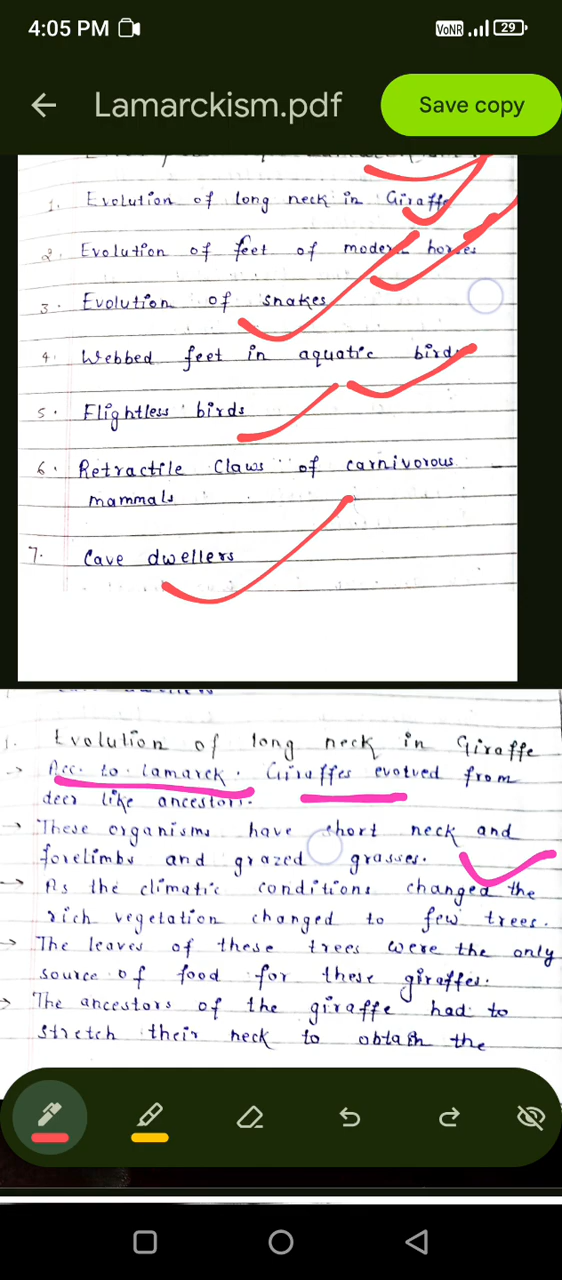 4:05 PM
VoNR 29
Lamarckism.pdf
Save copy
1. Evolution of long neck in Giraffe
2. Evolution of feet of modern horses
3. Evolution of snakes
4. Webbed feet in aquatic birds
5. Flightless birds
6. Retractile claws of carnivorous
mammals
7. Cave dwellers
1. Evolution of long neck in Giraffe
→ Acc. to lamarck. Giraffes evolved from
deer like ancestors.
→ These organisms have short neck and
forelimbs and grazed grasses.
→ As the climatic conditions changed the
rich vegetation changed to few trees.
→ The leaves of these trees were the only
source of food for these giraffes.
→ The ancestors of the giraffe had to
stretch their neck to obtain the